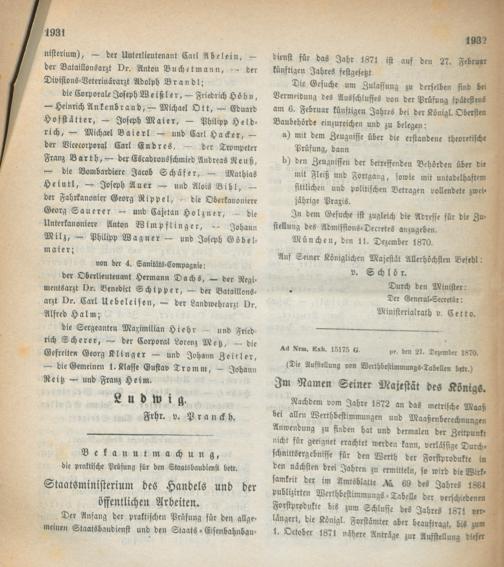 1931
nisterium), — der Unterlieutenant Carl Abelein, — der
Bataillonsarzt Dr. Anton Buchetmann, — der
Divisions-Veterinärarzt Adolph Brandl;
die Corporale Joseph Weißler, — Friedrich Höhn,
— Heinrich Ankenbrand, — Michael Ott, — Eduard
Hofstätter, — Joseph Maier, — Philipp Held-
rich, — Michael Baierl — und Carl Hacker, —
der Vicecorporal Carl Endres. — der Trompeter
Franz Barth, — der Escadronschmied Andreas Reuß,
— die Bombardiere Jacob Schäfer, — Mathias
Heintl, — Joseph Auer — und Alois Bihl, —
der Fahrkanonier Georg Rippel, — die Oberkanoniere
Georg Sauerer — und Cajetan Holzner, — die
Unterkanoniere Anton Wimpflinger, — Johann
Milz, — Philipp Wagner — und Joseph Göbel-
maier;
von der 4. Sanitäts-Compagnie:
der Oberlieutenant Hermann Dachs, — der Regi-
mentsarzt Dr. Benedict Schipper, — der Bataillons-
arzt Dr. Carl Uebeleisen, — der Landwehrarzt Dr.
Alfred Halm;
die Sergeanten Maximilian Hiehr — und Fried-
rich Scherer, — der Corporal Lorenz Metz, — die
Gefreiten Georg Klinger — und Johann Zeitler,
— die Gemeinen 1. Klasse Gustav Tromm, — Johann
Reitz — und Franz Heim.
Ludwig.
Frhr. v. Pranckh.
Bekanntmachung,
die praktische Prüfung für den Staatsbaudienst betr.
Staatsministerium des Handels und der
öffentlichen Arbeiten.
Der Anfang der praktischen Prüfung für den allge-
meinen Staatsbaudienst und den Staats-Eisenbahnbau-
1932
dienst für das Jahr 1871 ist auf den 27. Februar
künftigen Jahres festgesetzt.
Die Gesuche um Zulassung zu derselben sind bei
Vermeidung des Ausschlusses von der Prüfung spätestens
am 6. Februar künftigen Jahres bei der Königl. Obersten
Baubehörde einzureichen und zu belegen:
a) mit dem Zeugnisse über die erstandene theoretische
Prüfung, dann
b) den Zeugnissen der betreffenden Behörden über die
mit Fleiß und Fortgang, sowie mit untadelhaftem
sittlichen und politischen Betragen vollendete zwei-
jährige Praxis.
In dem Gesuche ist zugleich die Adresse für die Zu-
stellung des Admissions-Decretes anzugeben.
München, den 11. Dezember 1870.
Auf Seiner Königlichen Majestät Allerhöchsten Befehl:
v. Schlör.
Durch den Minister:
Der General-Secretär:
Ministerialrath v. Cetto.
Ad Nrm. Exh. 15175 G. pr. den 21. Dezember 1870.
(Die Aufstellung von Werthbestimmungs-Tabellen betr.)
Im Namen Seiner Majestät des Königs.
Nachdem vom Jahre 1872 an das metrische Maaß
bei allen Werthbestimmungen und Maaßenberechnungen
Anwendung zu finden hat und dermalen der Zeitpunkt
nicht für geeignet erachtet werden kann, verlässige Durch-
schnittsergebnisse für den Werth der Forstprodukte in
den nächsten drei Jahren zu ermitteln, so wird die Wirk-
samkeit der im Amtsblatte № 69 des Jahres 1864
publizirten Werthbestimmungs-Tabelle der verschiedenen
Forstprodukte bis zum Schlusse des Jahres 1871 ver-
längert, die Königl. Forstämter aber beauftragt, bis zum
1. October 1871 nähere Anträge zur Aufstellung dieser